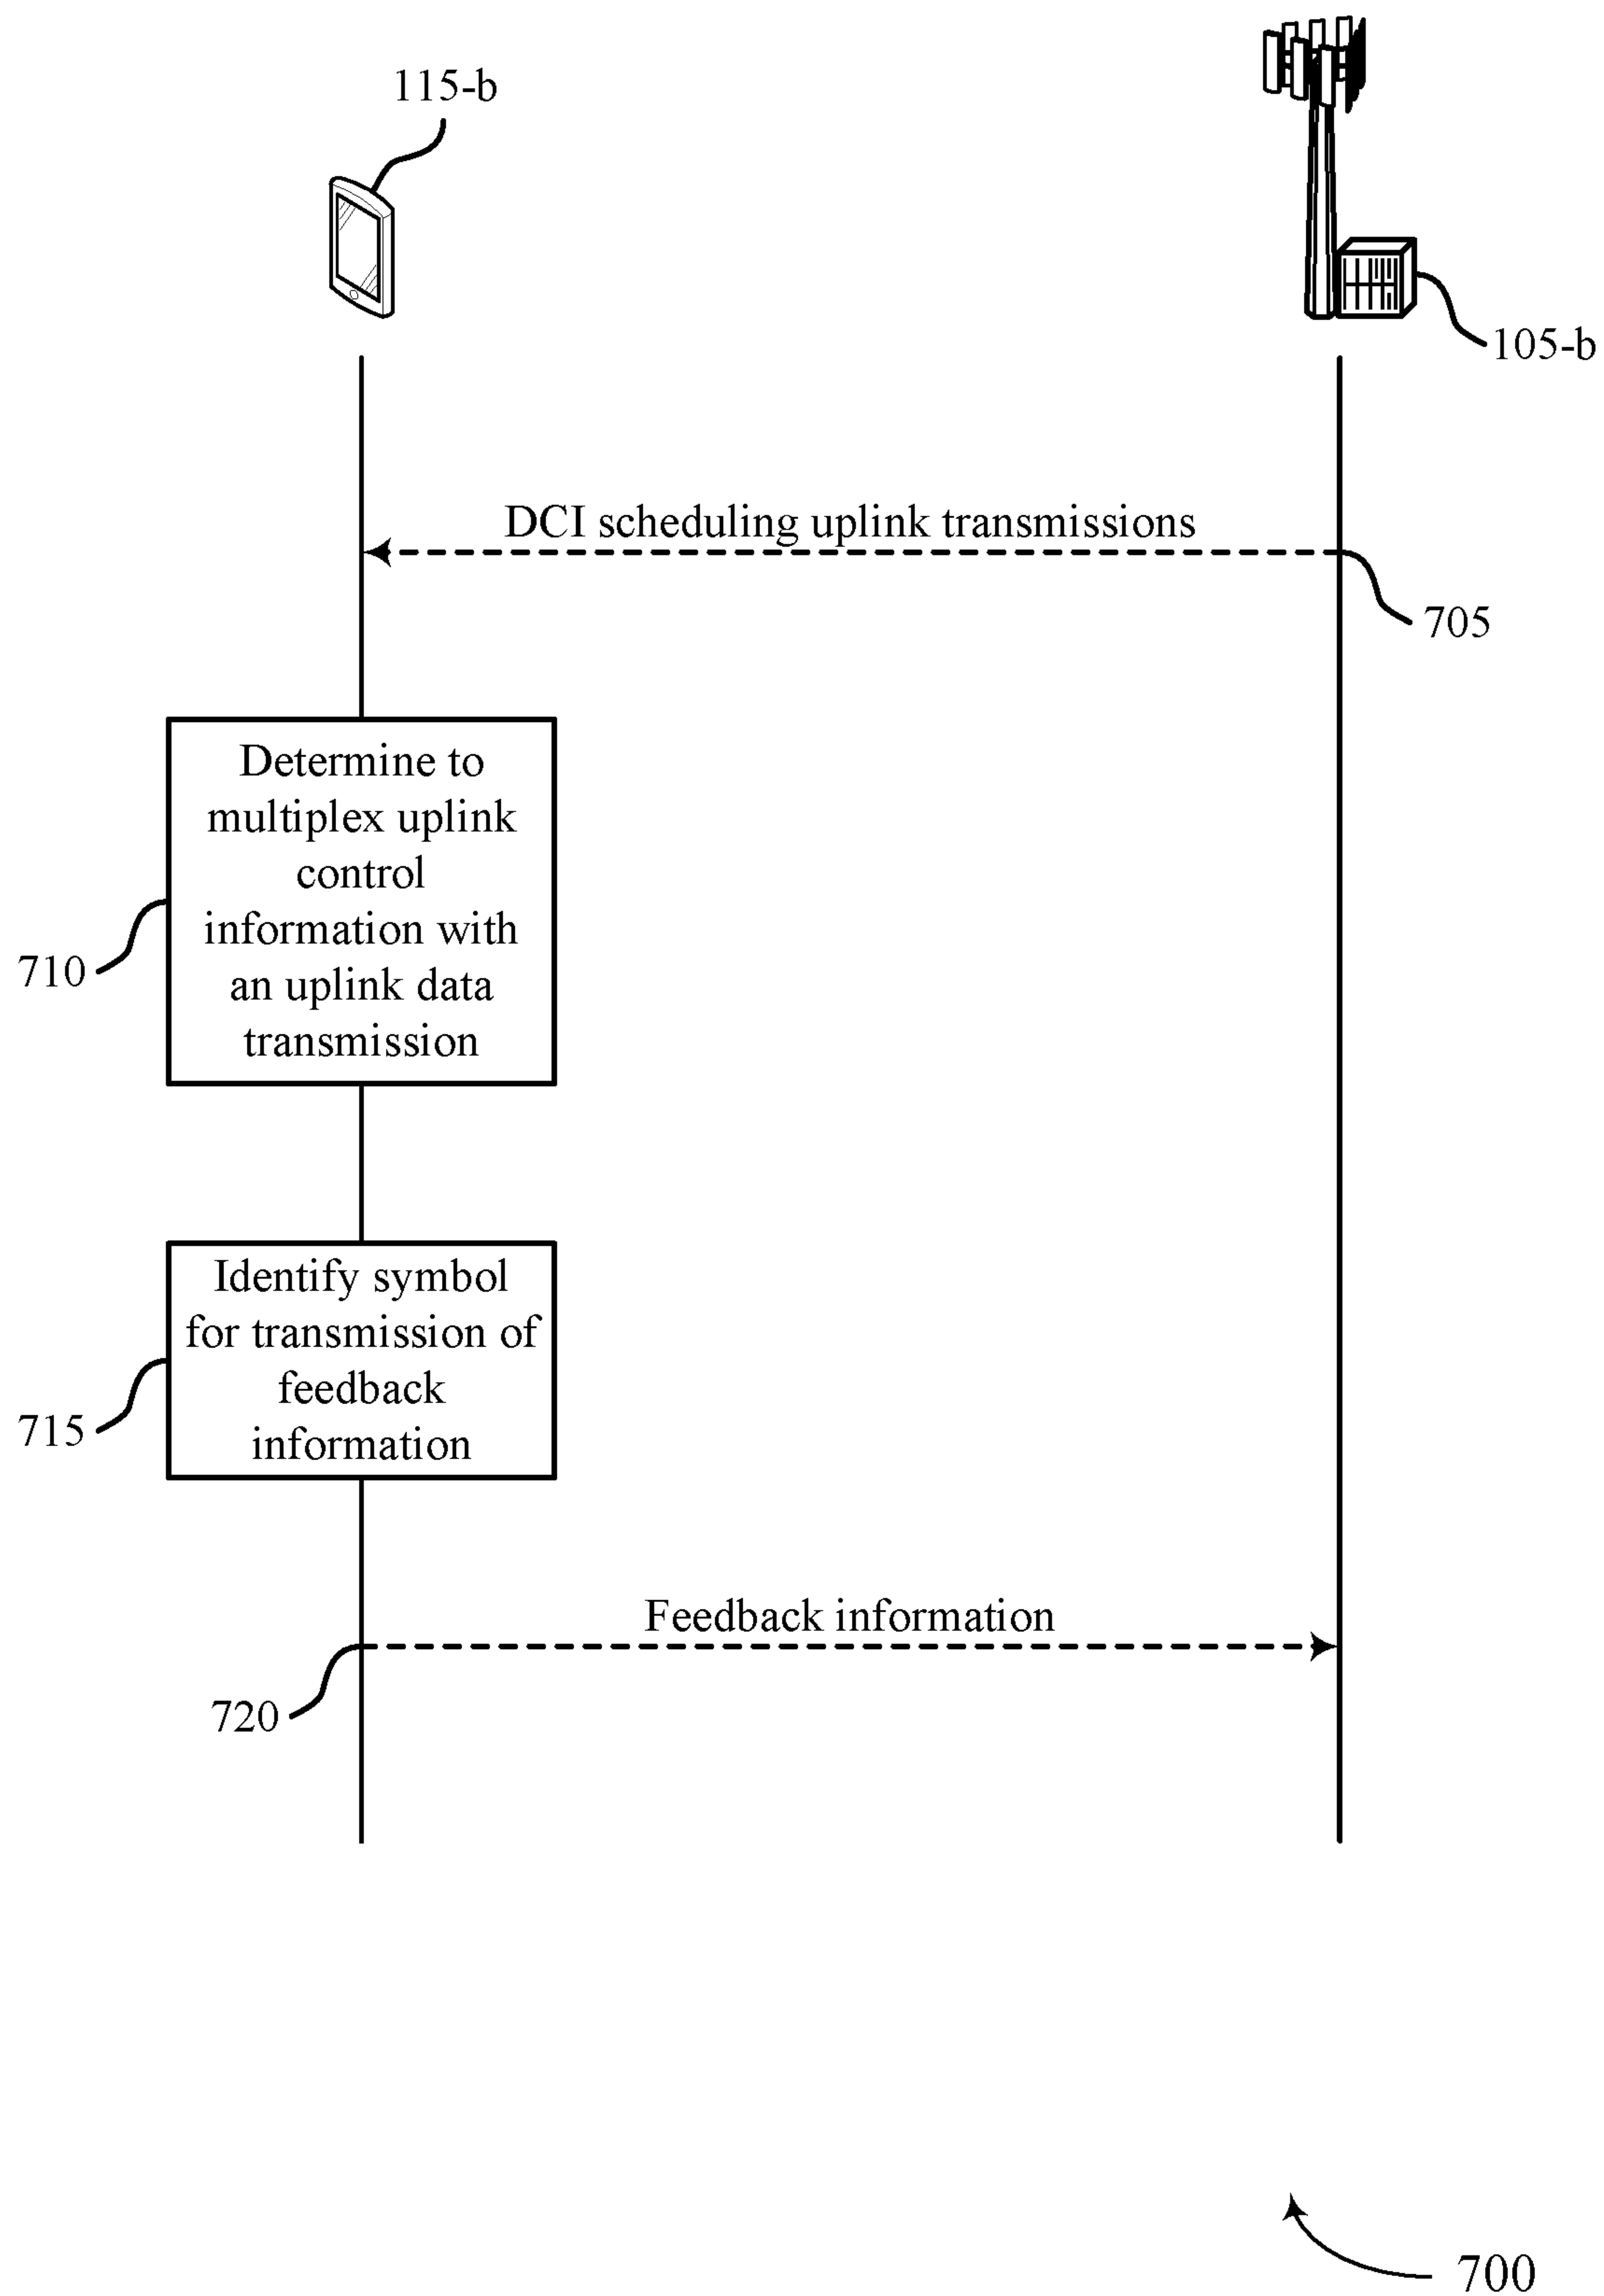 115-b
105-b
DCI scheduling uplink transmissions
705
Determine to
multiplex uplink
control
information with
an uplink data
transmission
710
Identify symbol
for transmission of
feedback
information
715
Feedback information
720
700